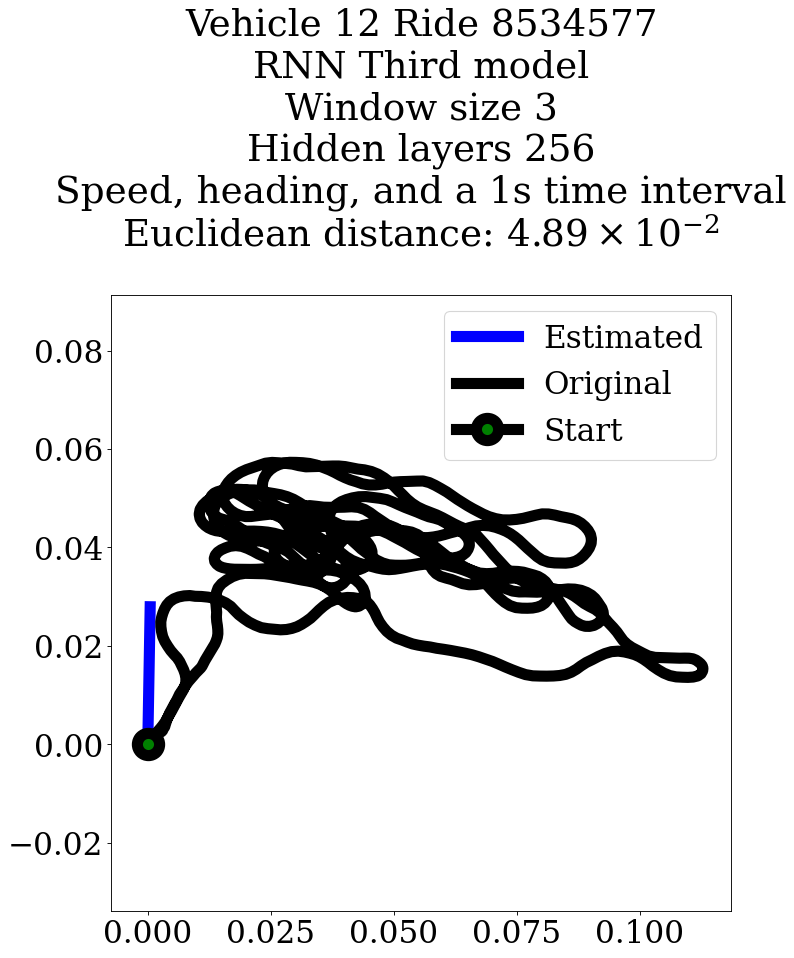 Vehicle 12 Ride 8534577
RNN Third model
Window size 3
Hidden layers 256
Speed, heading, and a 1s time interval
Euclidean distance: 4.89 × 10⁻²
Estimated
Original
Start
0.08
0.06
0.04
0.02
0.00
−0.02
0.000 0.025 0.050 0.075 0.100